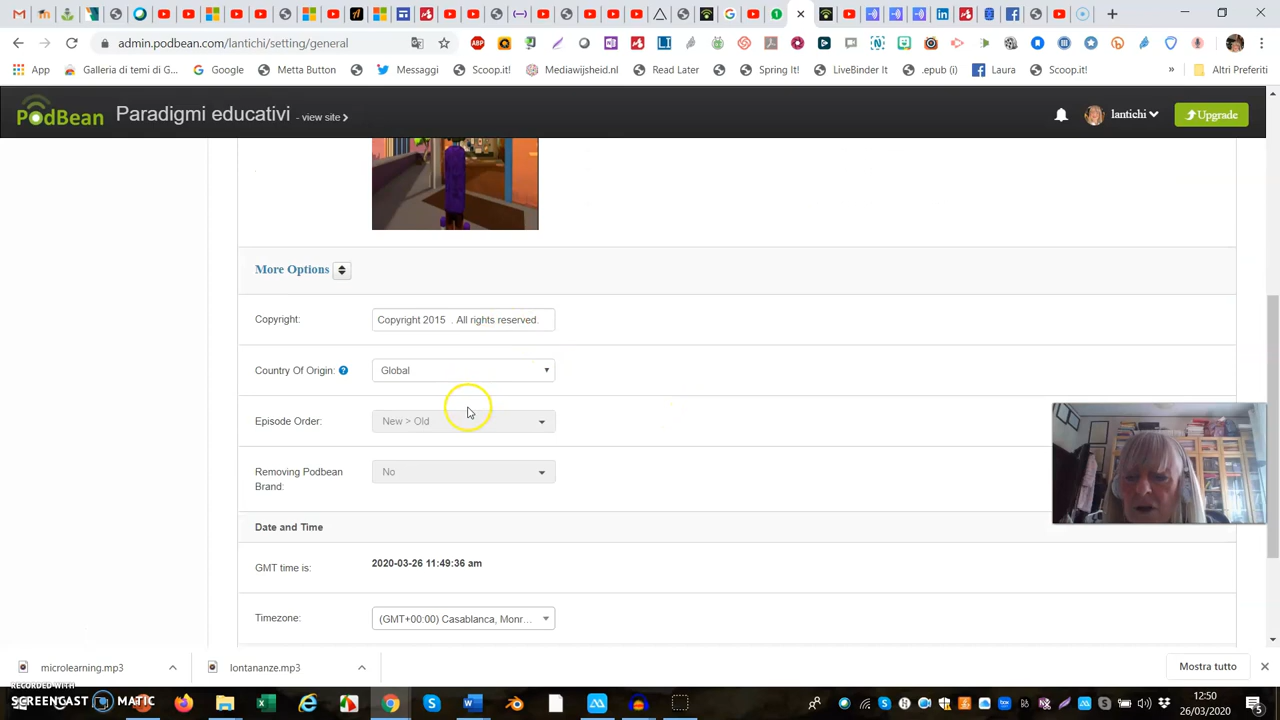 admin.podbean.com/lantichi/setting/general
App
Galleria di temi di G...
Google
Metta Button
Messaggi
Scoop.it!
Mediawijsheid.nl
Read Later
Spring It!
LiveBinder It
.epub (i)
Laura
Scoop.it!
»
Altri Preferiti
PodBean
Paradigmi educativi - view site >
lantichi
Upgrade
More Options
Copyright:
Copyright 2015 . All rights reserved.
Country Of Origin: ?
Global
Episode Order:
New > Old
Removing Podbean
Brand:
No
Date and Time
GMT time is:
2020-03-26 11:49:36 am
Timezone:
(GMT+00:00) Casablanca, Monr...
microlearning.mp3
lontananze.mp3
Mostra tutto
RECORDED WITH
SCREENCAST MATIC
12:50
26/03/2020